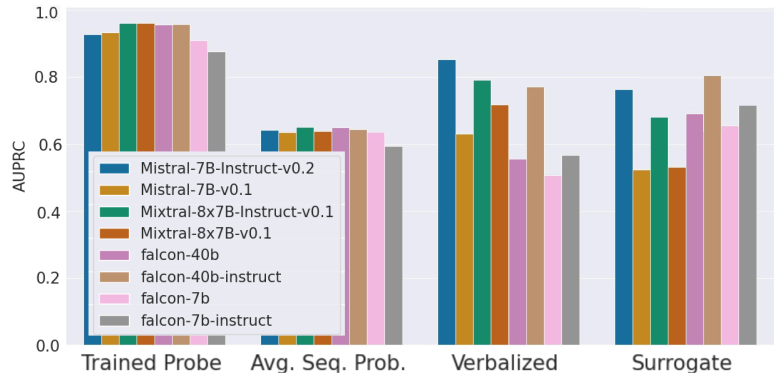 AUPRC
1.0
0.8
0.6
0.4
0.2
0.0
Mistral-7B-Instruct-v0.2
Mistral-7B-v0.1
Mixtral-8x7B-Instruct-v0.1
Mixtral-8x7B-v0.1
falcon-40b
falcon-40b-instruct
falcon-7b
falcon-7b-instruct
Trained Probe Avg. Seq. Prob. Verbalized Surrogate